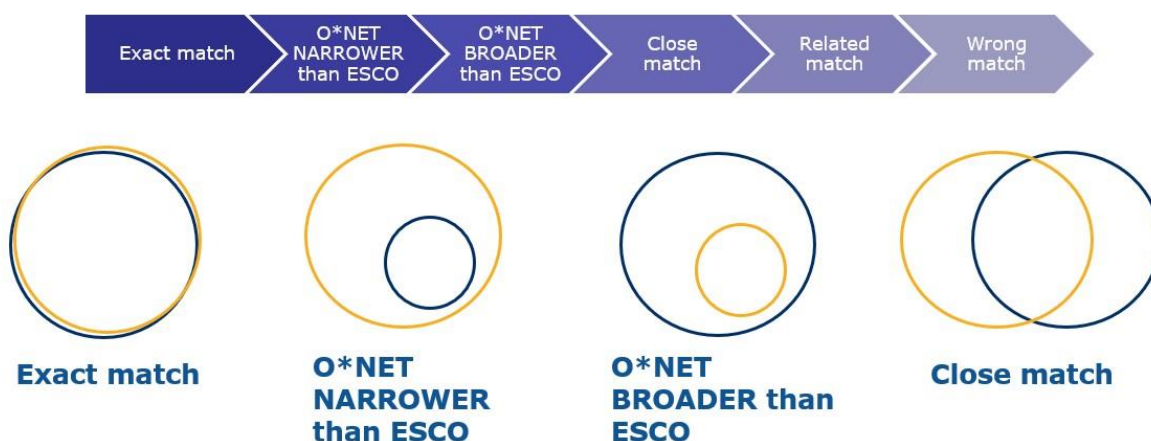 Exact match
O*NET
NARROWER
than ESCO
O*NET
BROADER
than ESCO
Close
match
Related
match
Wrong
match
Exact match
O*NET
NARROWER
than ESCO
O*NET
BROADER than
ESCO
Close match